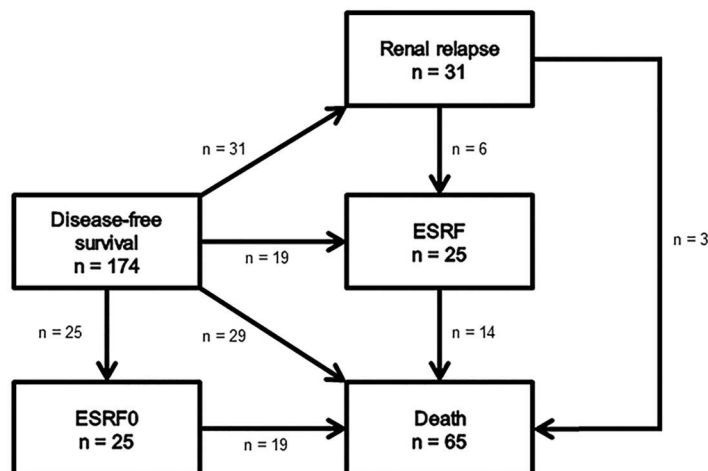 Renal relapse
n = 31
n = 31
n = 6
Disease-free
survival
n = 174
n = 19
ESRF
n = 25
n = 3
n = 25
n = 29
n = 14
ESRF0
n = 25
n = 19
Death
n = 65